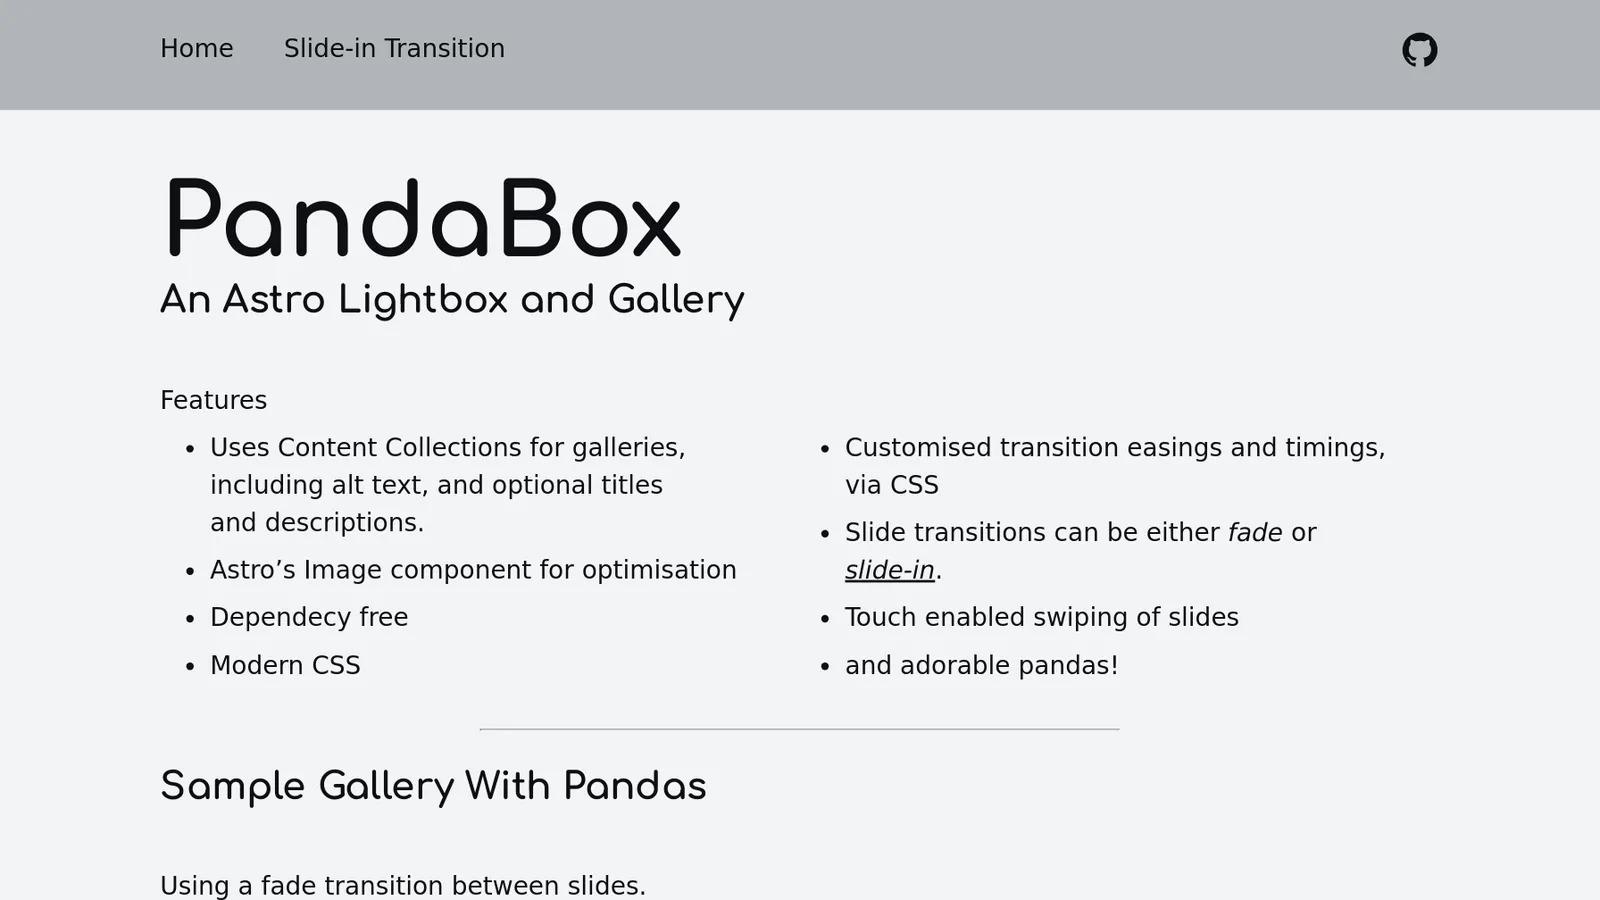 Home
Slide-in Transition
PandaBox
An Astro Lightbox and Gallery
Features
• Uses Content Collections for galleries,
including alt text, and optional titles
and descriptions.
• Astro’s Image component for optimisation
• Dependecy free
• Modern CSS
• Customised transition easings and timings,
via CSS
• Slide transitions can be either fade or
slide-in.
• Touch enabled swiping of slides
• and adorable pandas!
Sample Gallery With Pandas
Using a fade transition between slides.